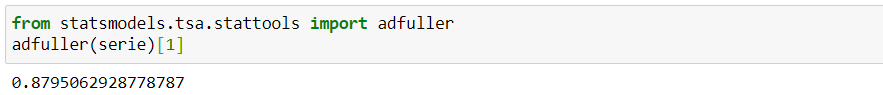 from statsmodels.tsa.stattools import adfuller
adfuller(serie)[1]
0.8795062928778787